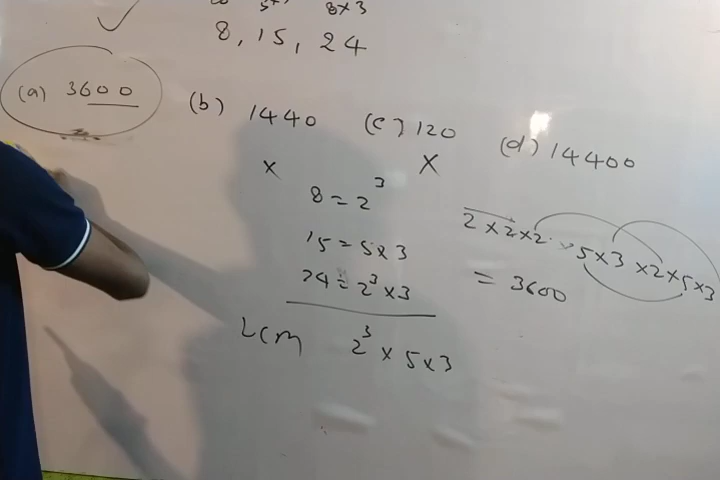 8×3
8, 15, 24
(a) 3600 (b) 1440 (c) 120 (d) 14400
× ×
8 = 2³
15 = 5×3
24 = 2³×3
LCM 2³ × 5×3
2×2×2×5×3×2×5×3
= 3600